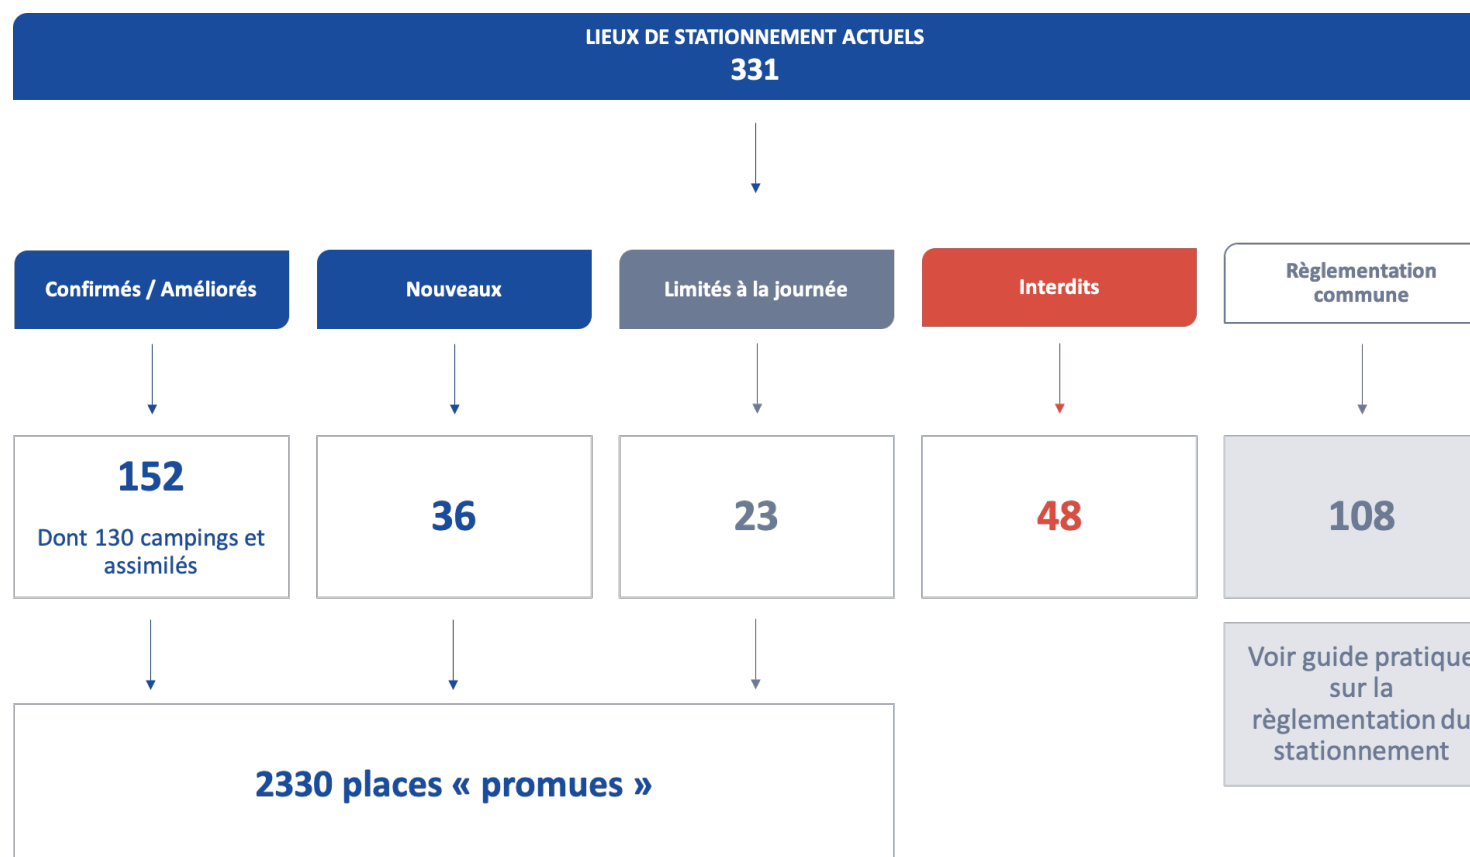 LIEUX DE STATIONNEMENT ACTUELS
331
Confirmés / Améliorés
Nouveaux
Limités à la journée
Interdits
Règlementation
commune
152
Dont 130 campings et
assimilés
36
23
48
108
Voir guide pratique
sur la
règlementation du
stationnement
2330 places « promues »